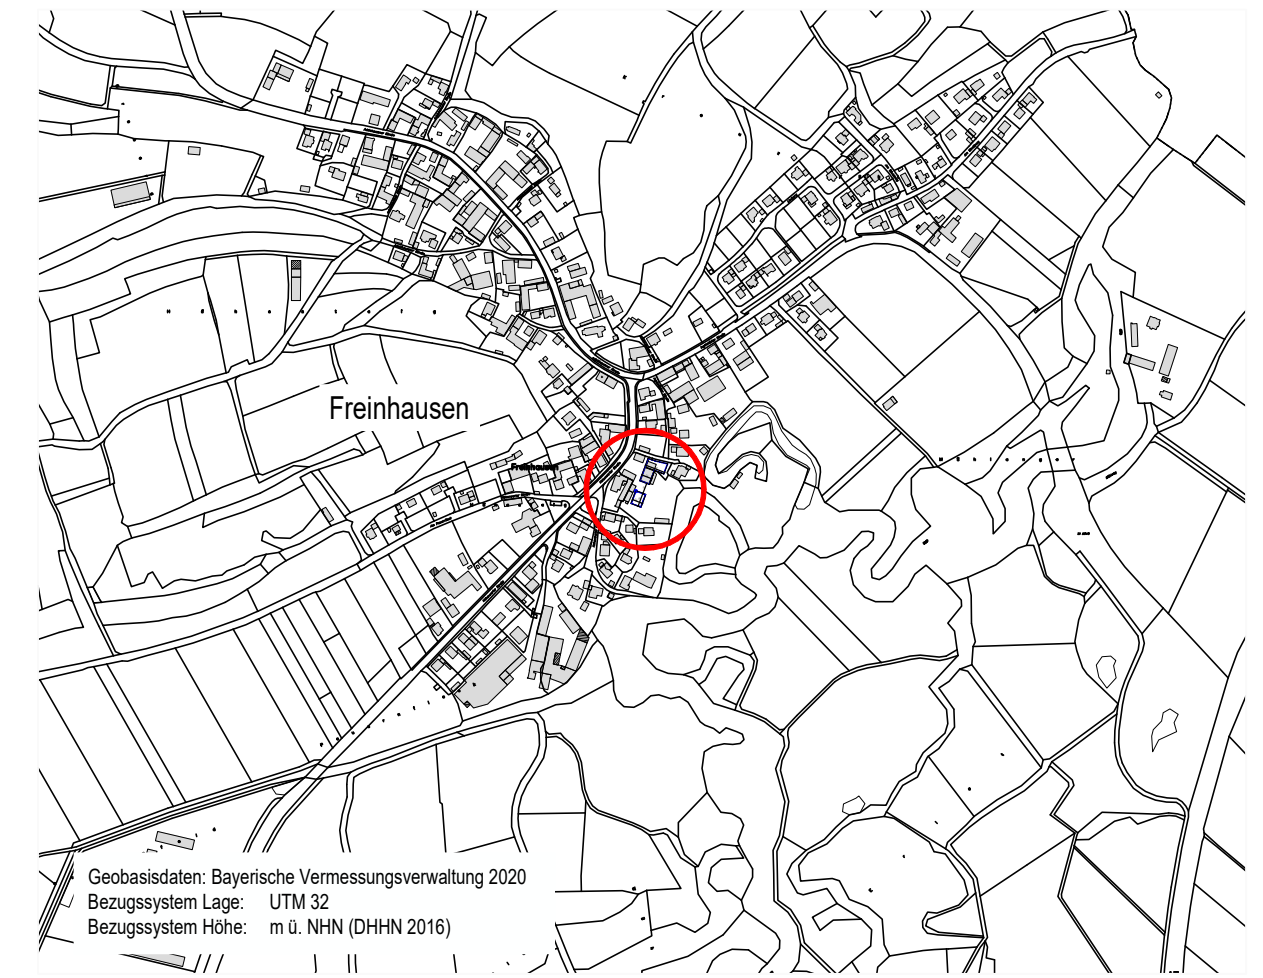 Freinhausen
Freinhausen
Geobasisdaten: Bayerische Vermessungsverwaltung 2020
Bezugssystem Lage: UTM 32
Bezugssystem Höhe: m ü. NHN (DHHN 2016)